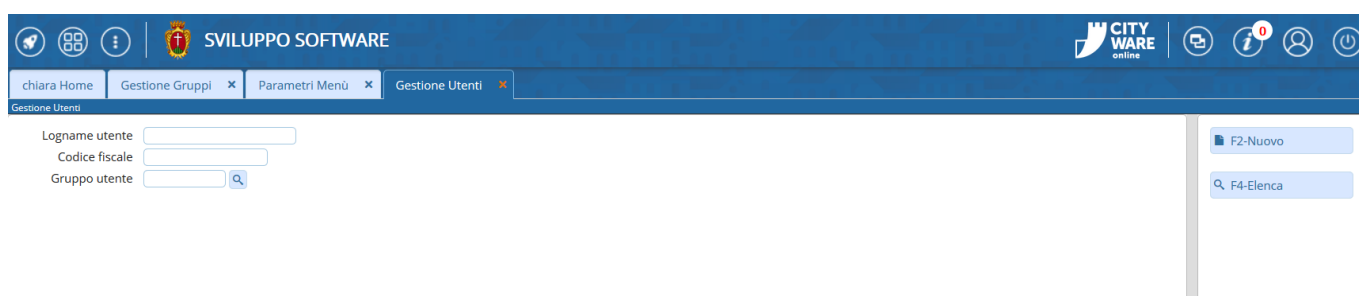 SVILUPPO SOFTWARE
CITY
WARE
online
0
chiara Home
Gestione Gruppi
Parametri Menù
Gestione Utenti
Gestione Utenti
Logname utente
Codice fiscale
Gruppo utente
F2-Nuovo
F4-Elenca